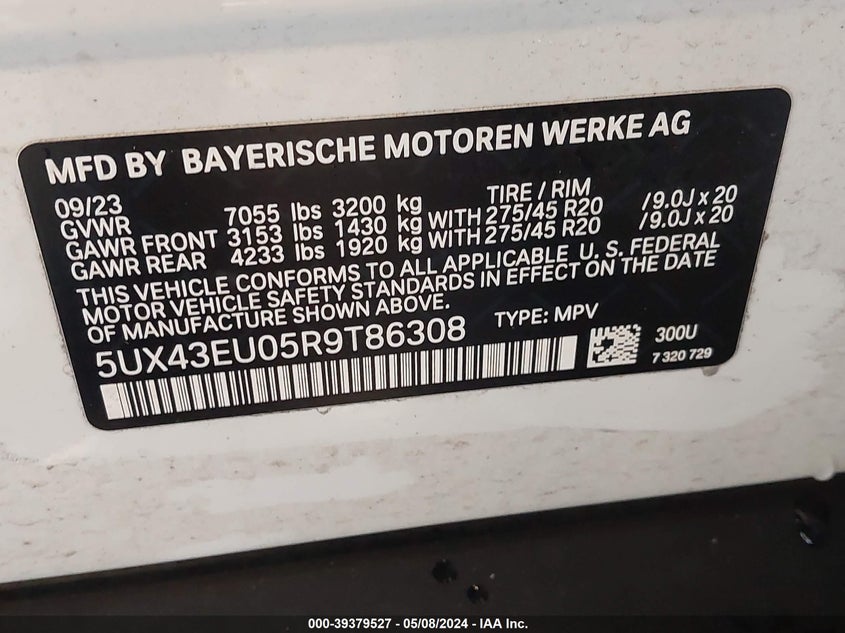 MFD BY BAYERISCHE MOTOREN WERKE AG
09/23 TIRE / RIM
GVWR 7055 lbs 3200 kg
GAWR FRONT 3153 lbs 1430 kg WITH 275/45 R20 /9.0J x 20
GAWR REAR 4233 lbs 1920 kg WITH 275/45 R20 /9.0J x 20
THIS VEHICLE CONFORMS TO ALL APPLICABLE U. S. FEDERAL
MOTOR VEHICLE SAFETY STANDARDS IN EFFECT ON THE DATE
OF MANUFACTURE SHOWN ABOVE.
5UX43EU05R9T86308 TYPE: MPV
300U
7 320 729
000-39379527 - 05/08/2024 - IAA Inc.